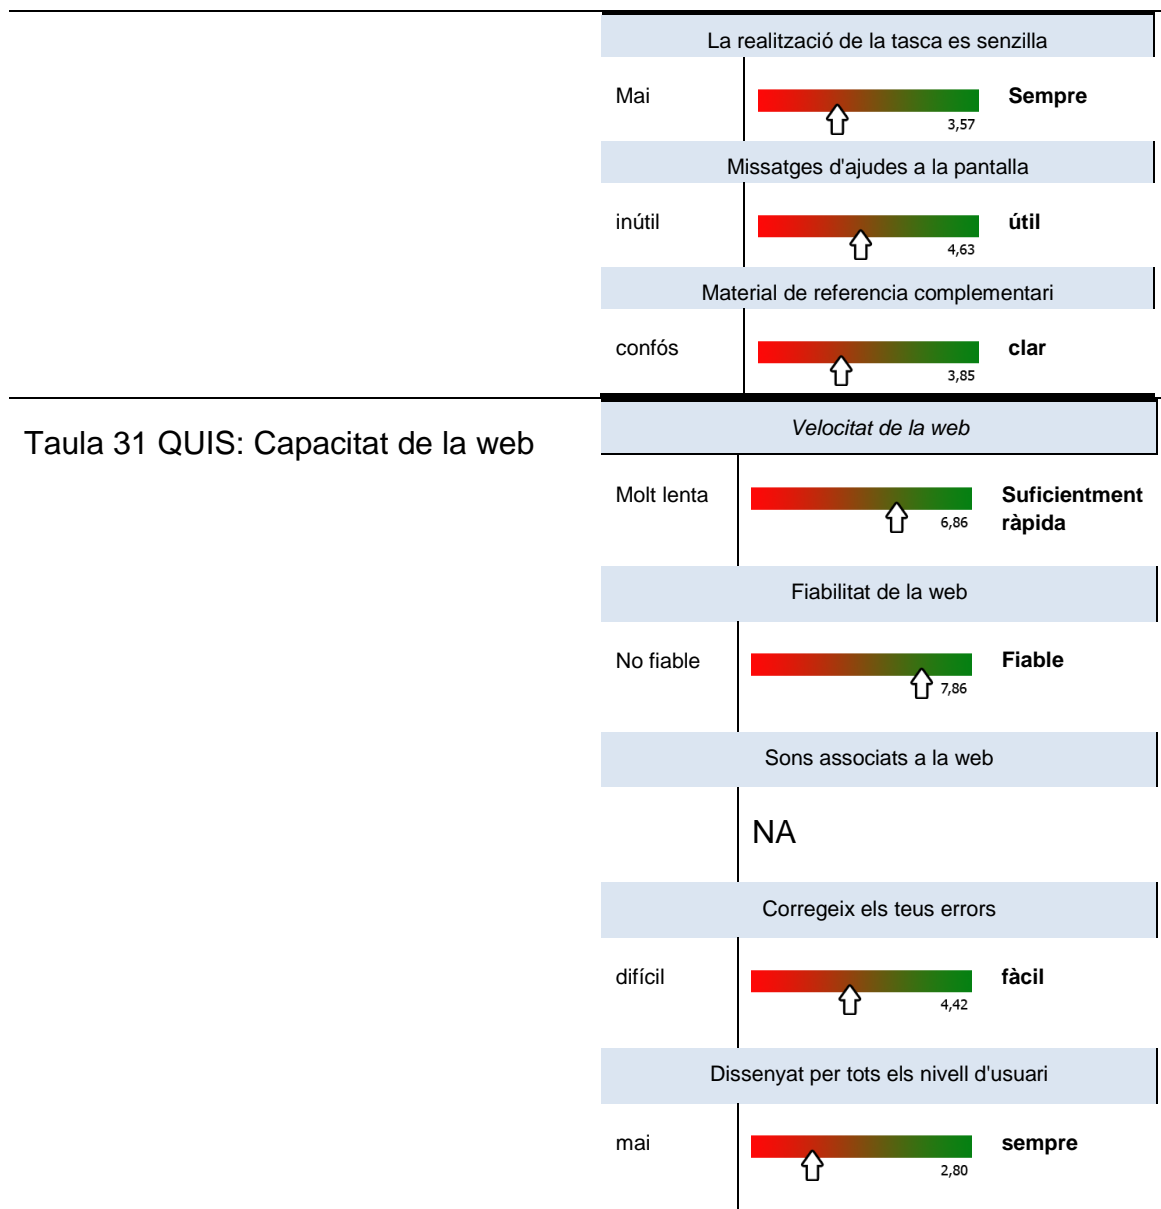 La realització de la tasca es senzilla
Mai
Sempre
3,57
Missatges d'ajudes a la pantalla
inútil
útil
4,63
Material de referencia complementari
confós
clar
3,85
Taula 31 QUIS: Capacitat de la web
Velocitat de la web
Molt lenta
Suficientment
ràpida
6,86
Fiabilitat de la web
No fiable
Fiable
7,86
Sons associats a la web
NA
Corregeix els teus errors
difícil
fàcil
4,42
Dissenyat per tots els nivell d'usuari
mai
sempre
2,80